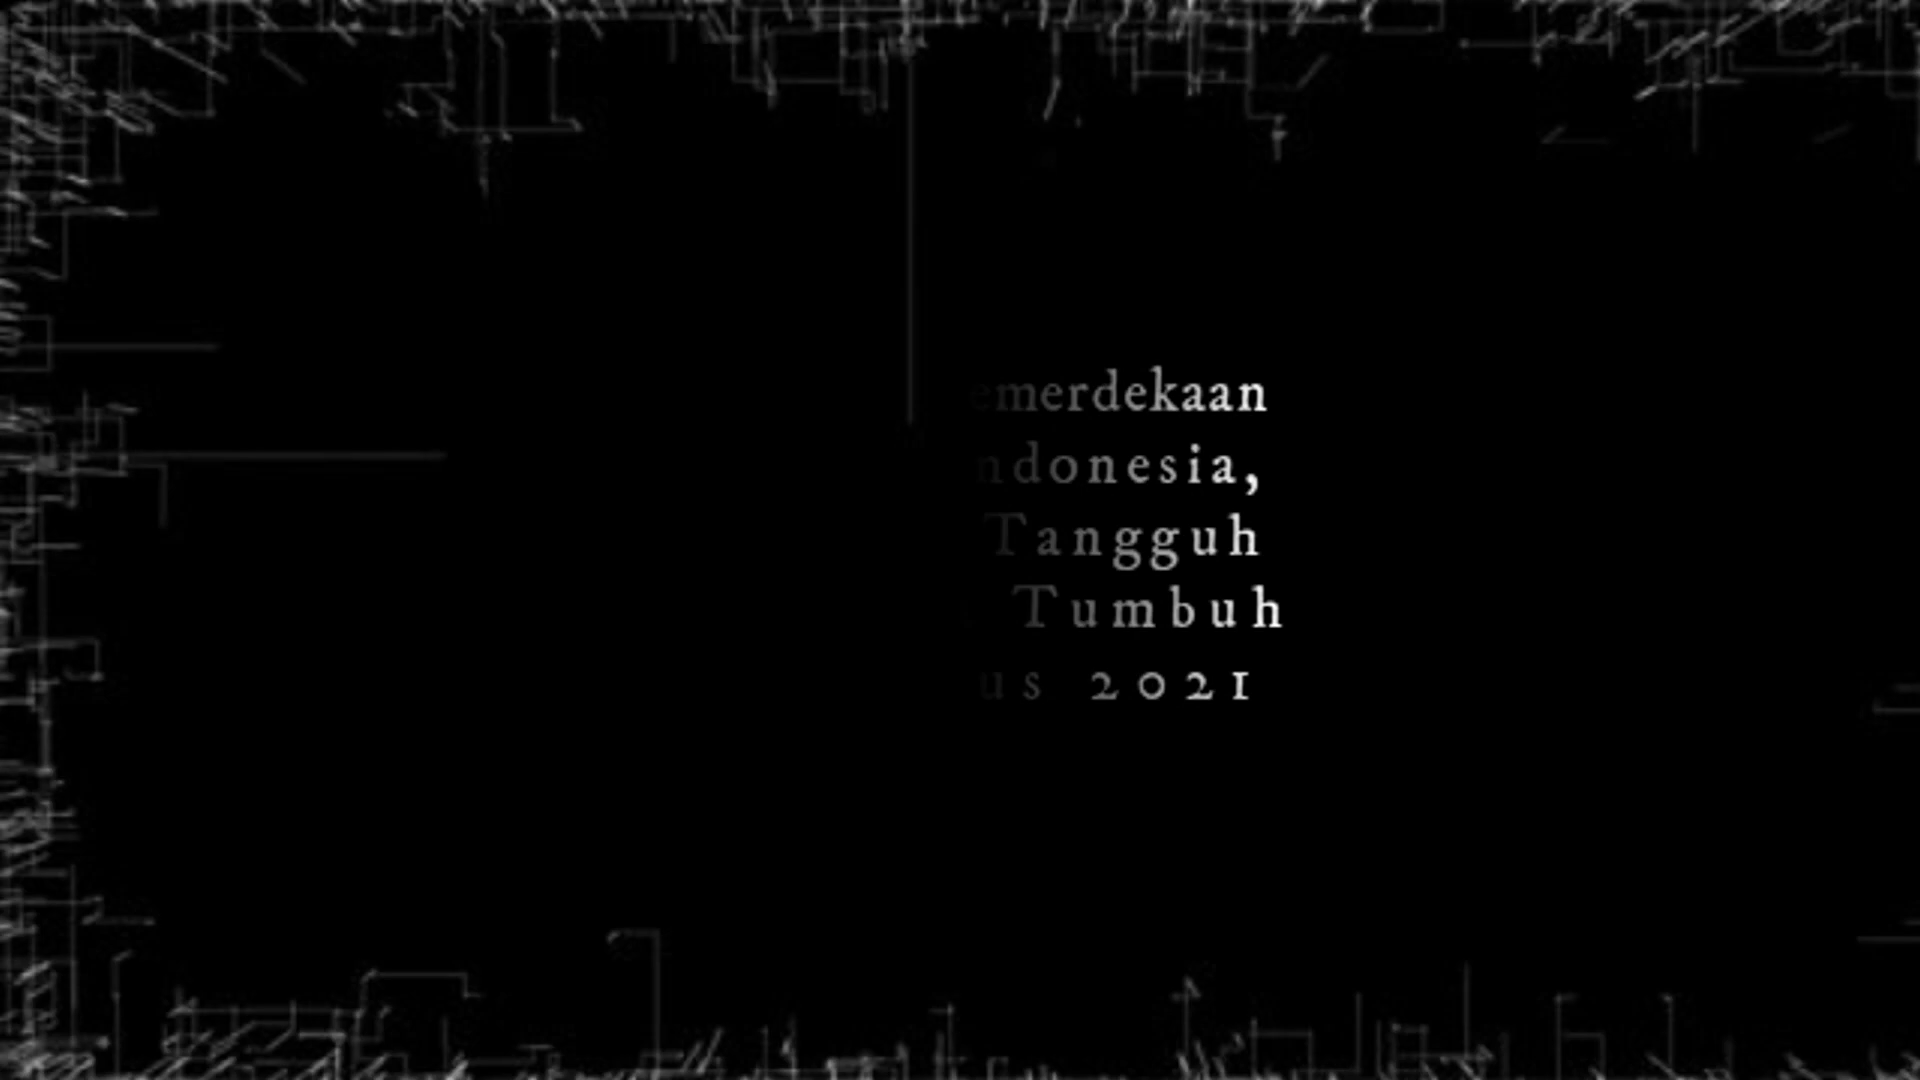 emerdekaan
ndonesia,
Tangguh
Tumbuh
us 2021